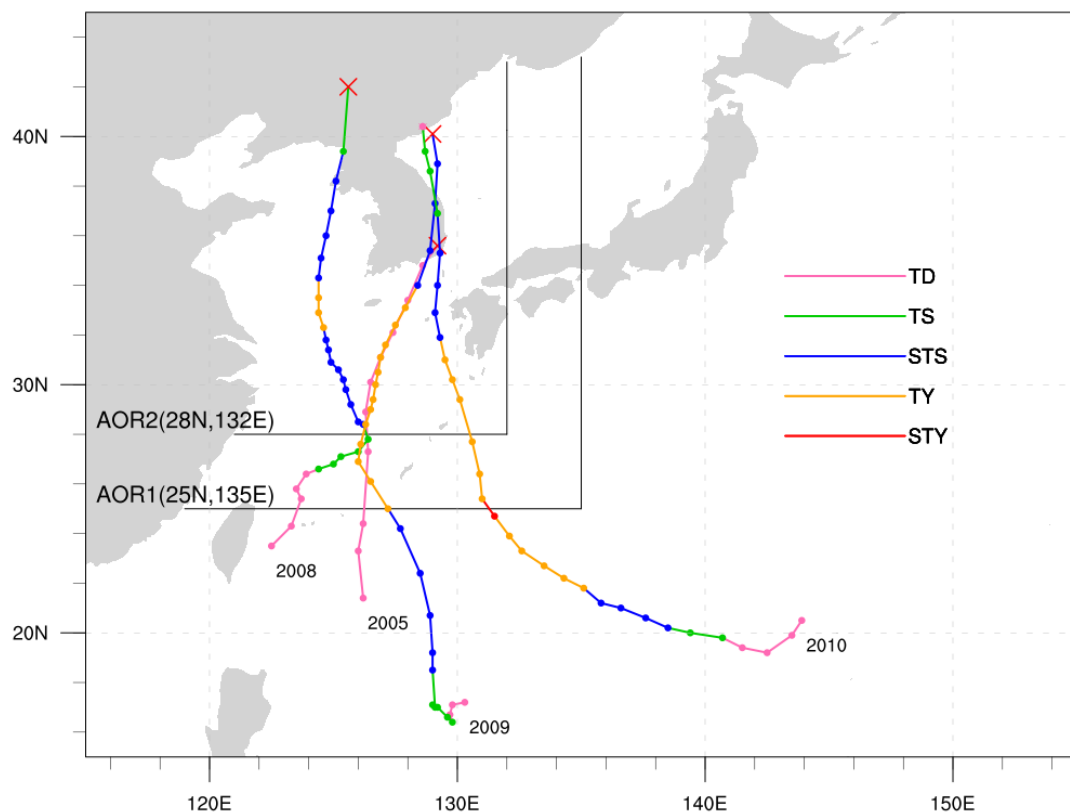 40N
30N
20N
TD
TS
STS
TY
STY
AOR2(28N,132E)
AOR1(25N,135E)
2008
2005
2010
2009
120E
130E
140E
150E